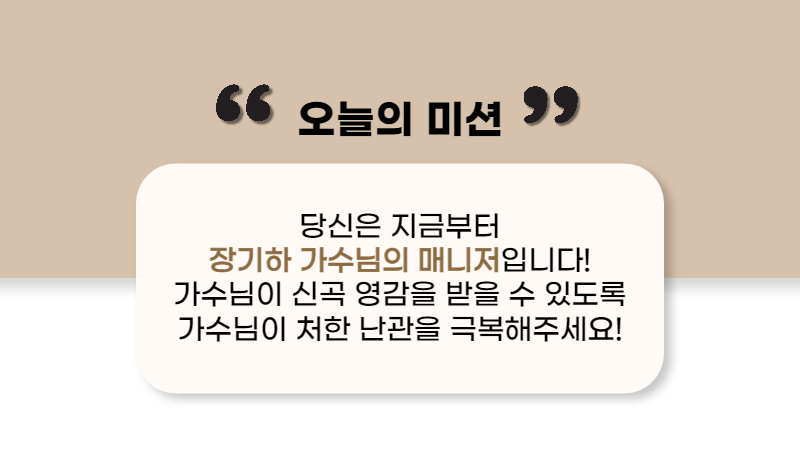 “ 오늘의 미션 ”
당신은 지금부터
장기하 가수님의 매니저입니다!
가수님이 신곡 영감을 받을 수 있도록
가수님이 처한 난관을 극복해주세요!